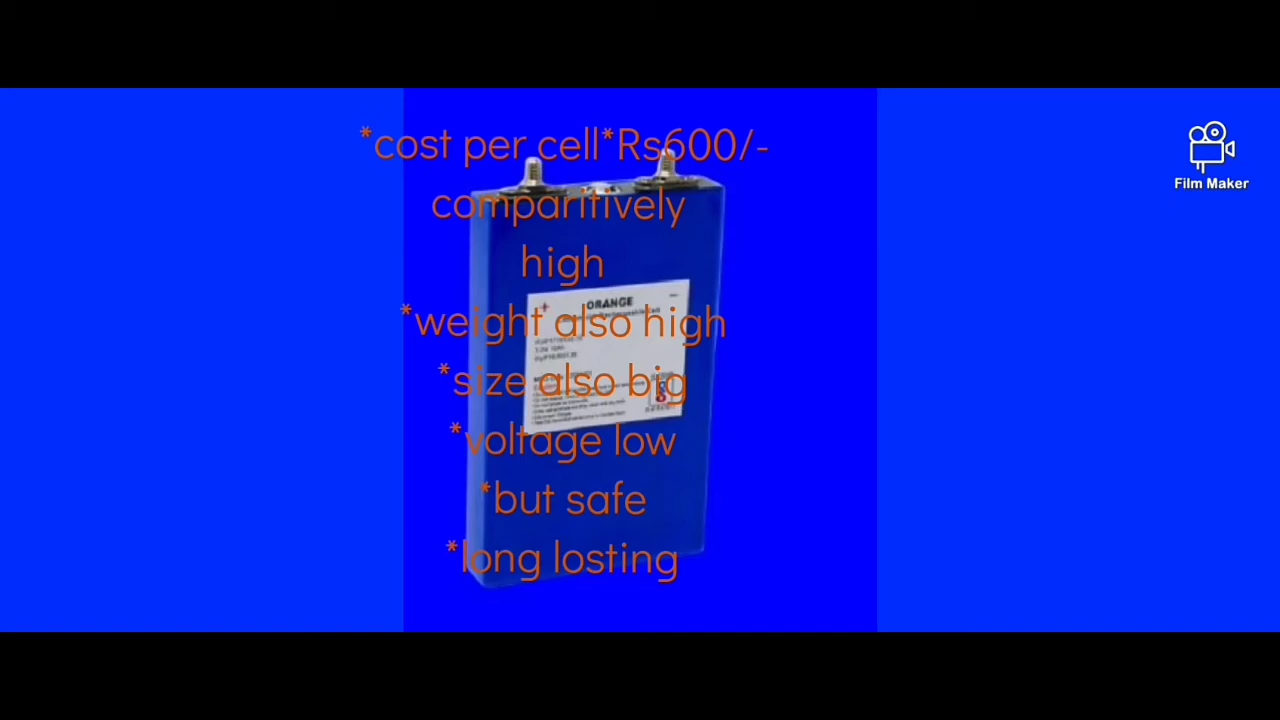 *cost per cell*Rs600/-
comparitively
high
*weight also high
*size also big
*voltage low
*but safe
*long losting
ORANGE
Film Maker